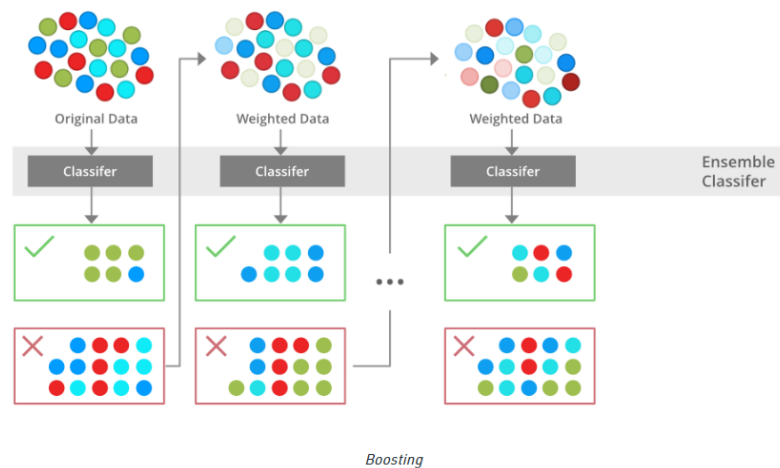 Original Data
Weighted Data
Weighted Data
Classifer
Classifer
Classifer
Ensemble
Classifer
...
Boosting